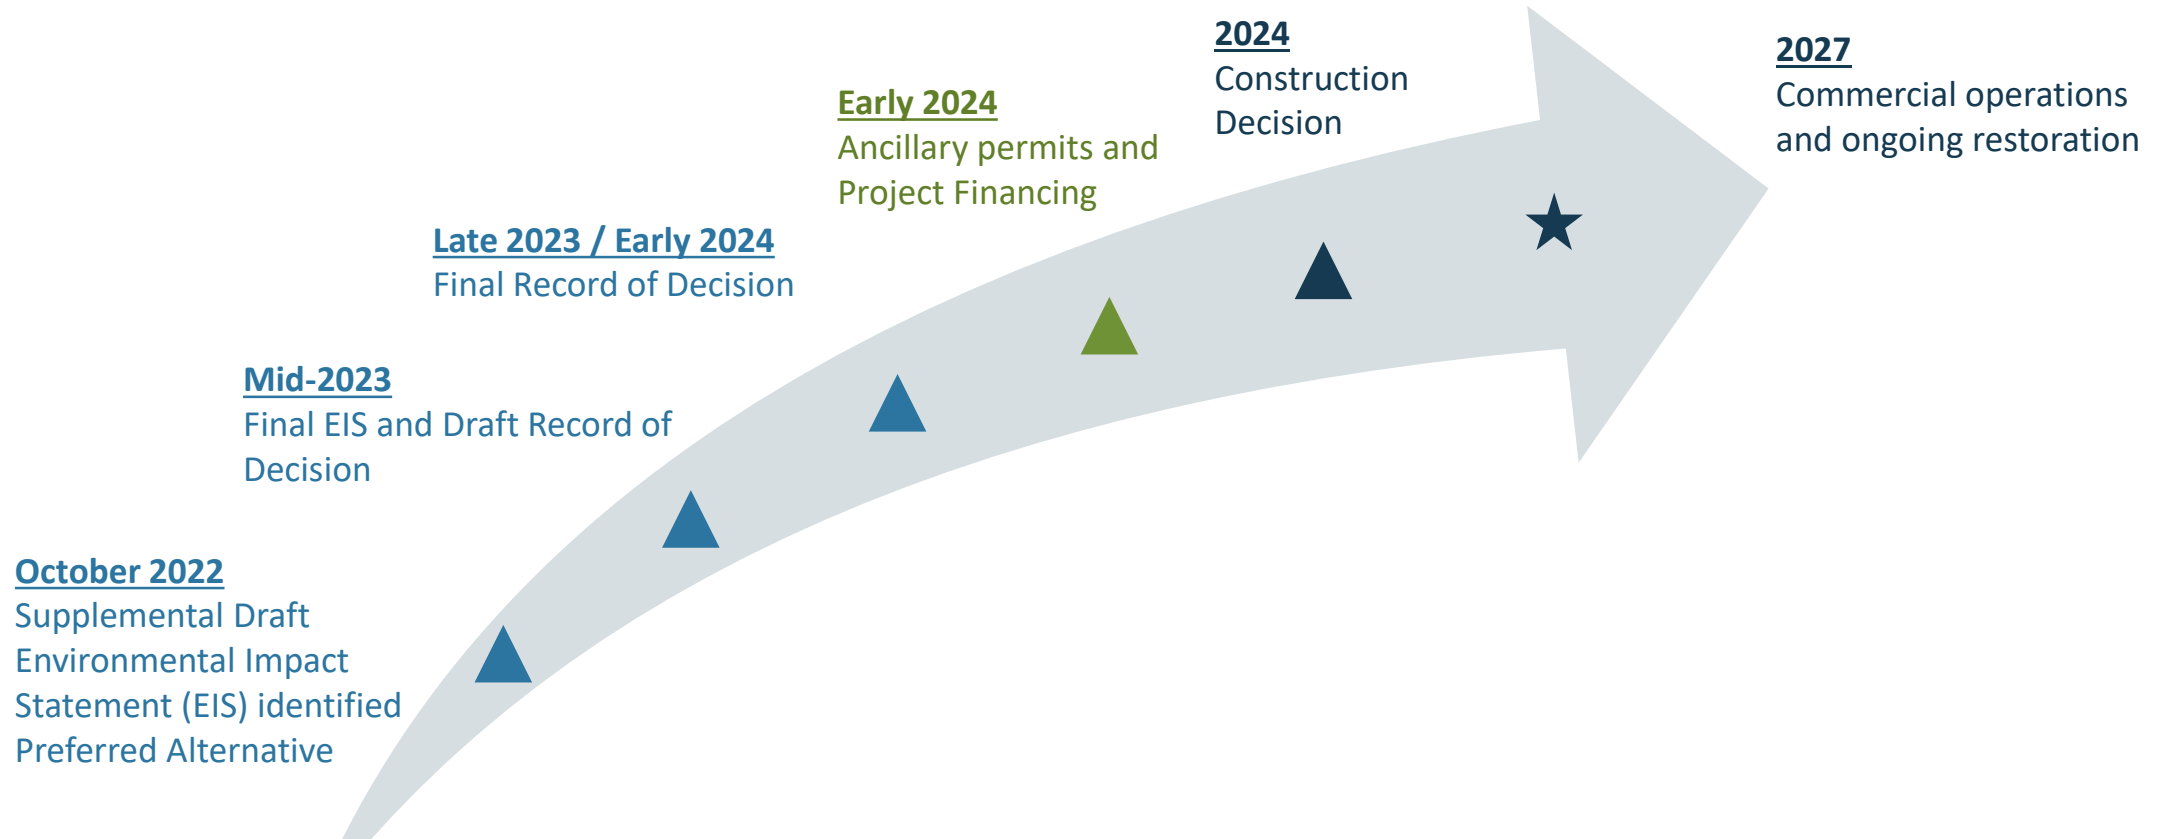 October 2022
Supplemental Draft
Environmental Impact
Statement (EIS) identified
Preferred Alternative
Mid-2023
Final EIS and Draft Record of
Decision
Late 2023 / Early 2024
Final Record of Decision
Early 2024
Ancillary permits and
Project Financing
2024
Construction
Decision
2027
Commercial operations
and ongoing restoration